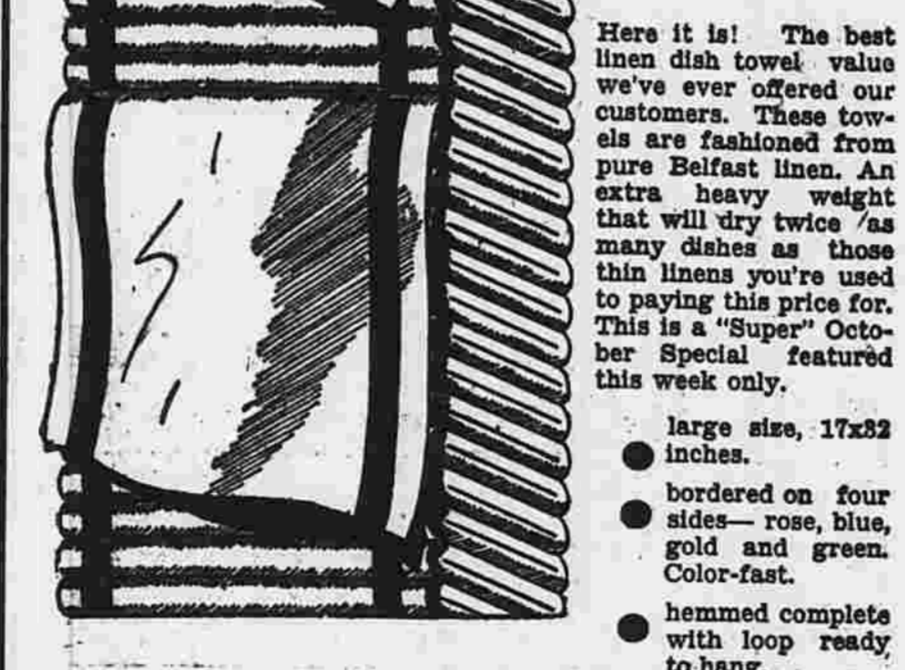 Here it is! The best
linen dish towel value
we've ever offered our
customers. These tow-
els are fashioned from
pure Belfast linen. An
extra heavy weight
that will dry twice as
many dishes as those
thin linens you're used
to paying this price for.
This is a "Super" Octo-
ber Special featured
this week only.
large size, 17x32
inches.
bordered on four
sides— rose, blue,
gold and green.
Color-fast.
hemmed complete
with loop ready
to hang